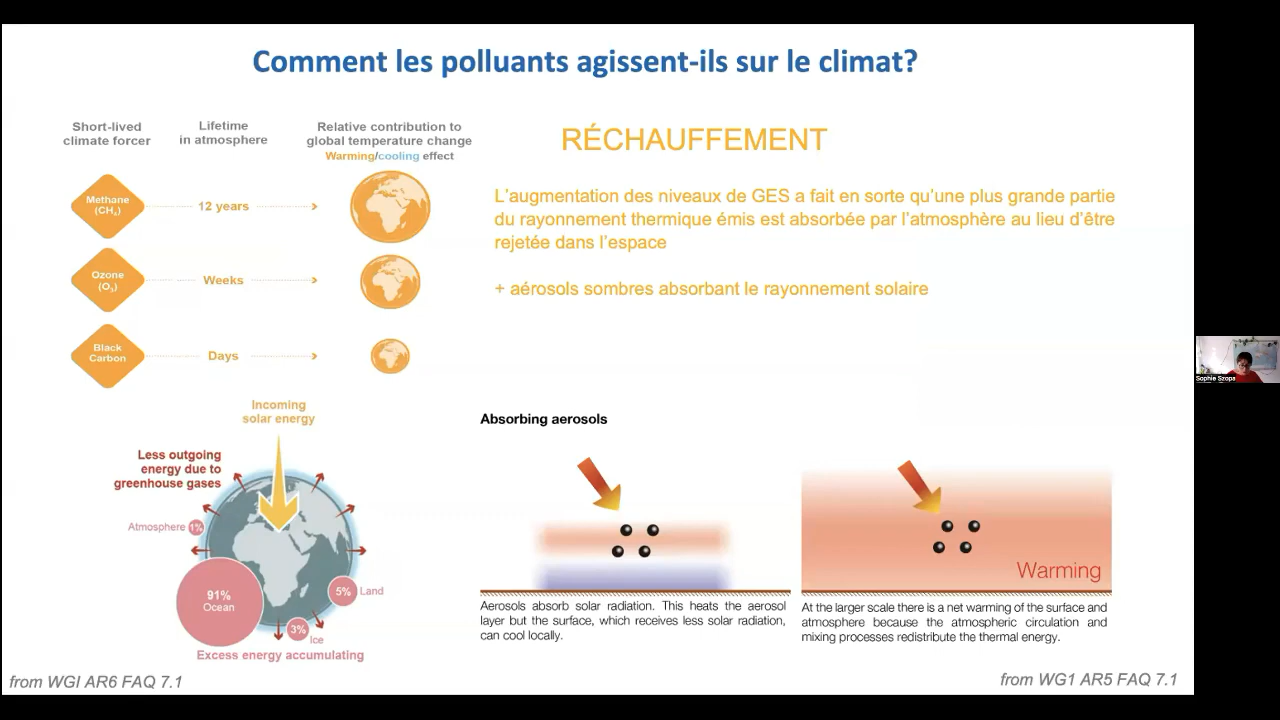 Comment les polluants agissent-ils sur le climat?
Short-lived
climate forcer
Lifetime
in atmosphere
Relative contribution to
global temperature change
Warming/cooling effect
Methane
(CH₄)
12 years
Ozone
(O₃)
Weeks
Black
Carbon
Days
RÉCHAUFFEMENT
L'augmentation des niveaux de GES a fait en sorte qu'une plus grande partie
du rayonnement thermique émis est absorbée par l'atmosphère au lieu d'être
rejetée dans l'espace
+ aérosols sombres absorbant le rayonnement solaire
Incoming
solar energy
Less outgoing
energy due to
greenhouse gases
Atmosphere 1%
91%
Ocean
5% Land
3%
Ice
Excess energy accumulating
Absorbing aerosols
Aerosols absorb solar radiation. This heats the aerosol
layer but the surface, which receives less solar radiation,
can cool locally.
Warming
At the larger scale there is a net warming of the surface and
atmosphere because the atmospheric circulation and
mixing processes redistribute the thermal energy.
from WGI AR6 FAQ 7.1
from WG1 AR5 FAQ 7.1
Sophie Szopa